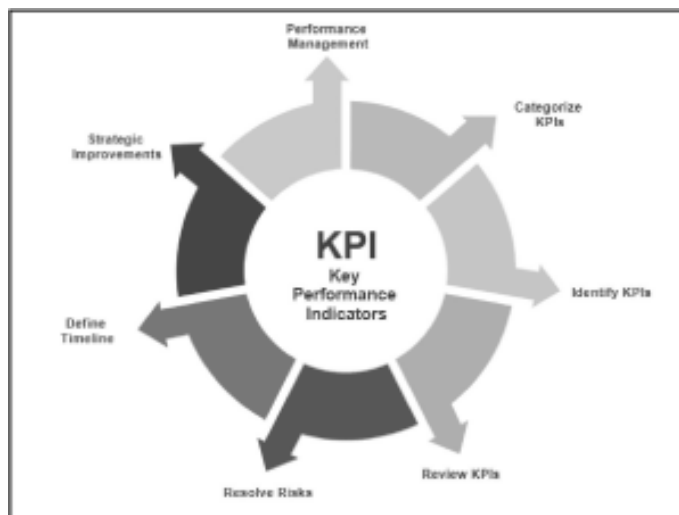 Performance
Management
Categorize
KPIs
Strategic
Improvements
KPI
Key
Performance
Indicators
Identify KPIs
Define
Timeline
Review KPIs
Resolve Risks